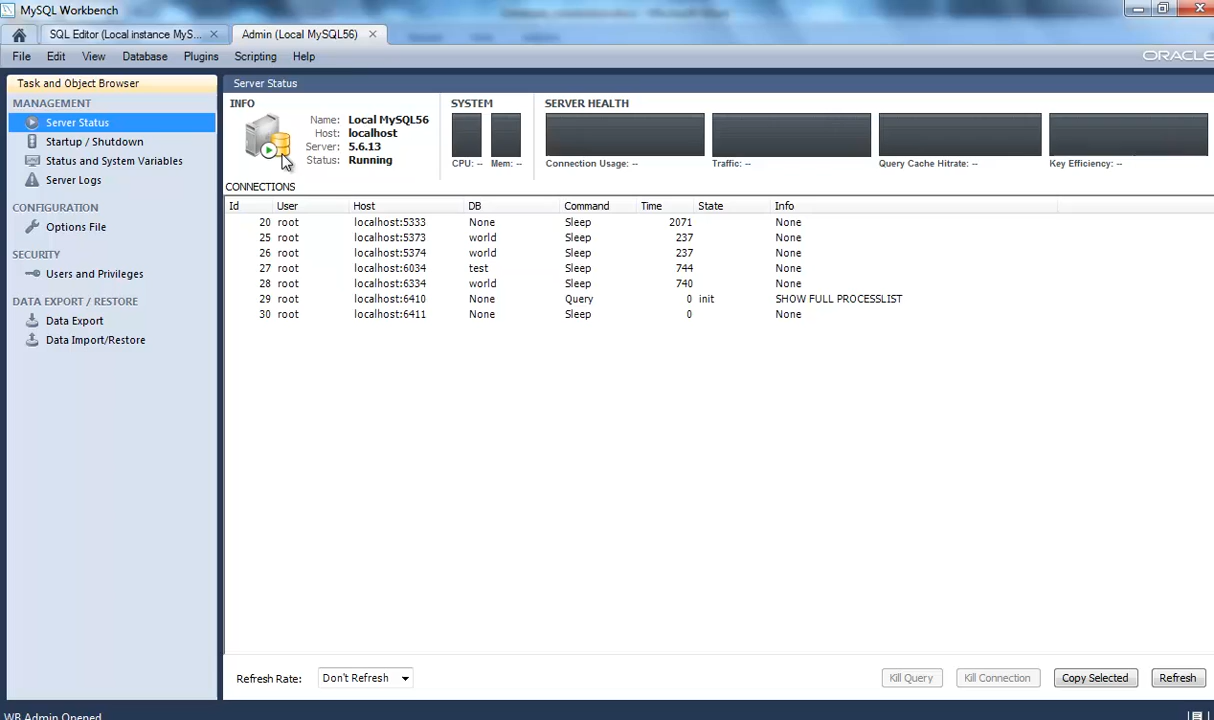 MySQL Workbench
SQL Editor (Local instance MyS... Admin (Local MySQL56)
File Edit View Database Plugins Scripting Help
ORACLE
Task and Object Browser
MANAGEMENT
Server Status
Startup / Shutdown
Status and System Variables
Server Logs
CONFIGURATION
Options File
SECURITY
Users and Privileges
DATA EXPORT / RESTORE
Data Export
Data Import/Restore
Server Status
INFO
Name: Local MySQL56
Host: localhost
Server: 5.6.13
Status: Running
SYSTEM
CPU: -- Mem: --
SERVER HEALTH
Connection Usage: -- Traffic: -- Query Cache Hitrate: -- Key Efficiency: --
CONNECTIONS
Id User Host DB Command Time State Info
20 root localhost:5333 None Sleep 2071 None
25 root localhost:5373 world Sleep 237 None
26 root localhost:5374 world Sleep 237 None
27 root localhost:6034 test Sleep 744 None
28 root localhost:6334 world Sleep 740 None
29 root localhost:6410 None Query 0 init SHOW FULL PROCESSLIST
30 root localhost:6411 None Sleep 0 None
Refresh Rate: Don't Refresh Kill Query Kill Connection Copy Selected Refresh
WB Admin Opened